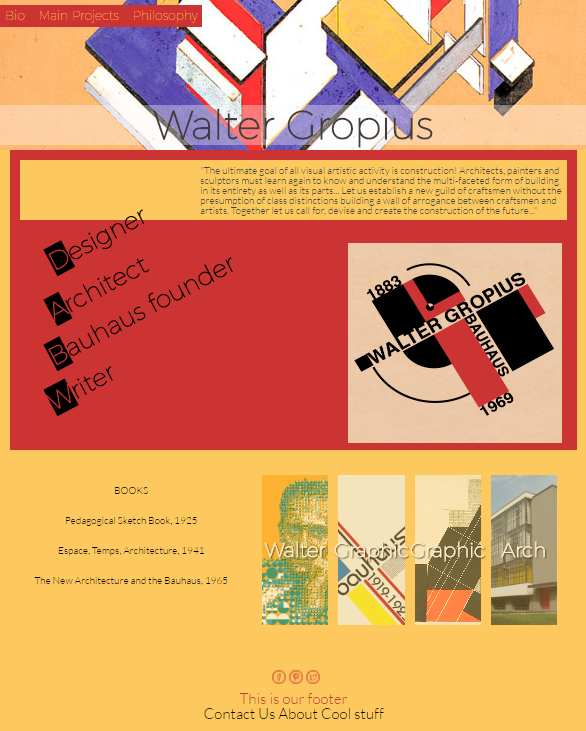 Bio Main Projects Philosophy
Walter Gropius
"The ultimate goal of all visual artistic activity is construction! Architects, painters and
sculptors must learn again to know and understand the multi-faceted form of building
in its entirety as well as its parts... Let us establish a new guild of craftsmen without the
presumption of class distinctions building a wall of arrogance between craftsmen and
artists. Together let us call for, devise and create the construction of the future..."
Designer
Architect
Bauhaus founder
Writer
1883
WALTER GROPIUS
BAUHAUS
1969
BOOKS
Pedagogical Sketch Book, 1925
Espace, Temps, Architecture, 1941
The New Architecture and the Bauhaus, 1965
Walter Graphic Graphic Arch
bauhaus
This is our footer
Contact Us About Cool stuff